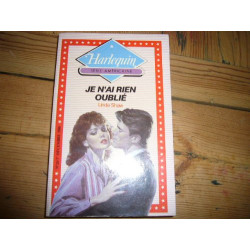 Harlequin
JE N'AI RIEN
OUBLIÉ
Linda Shaw